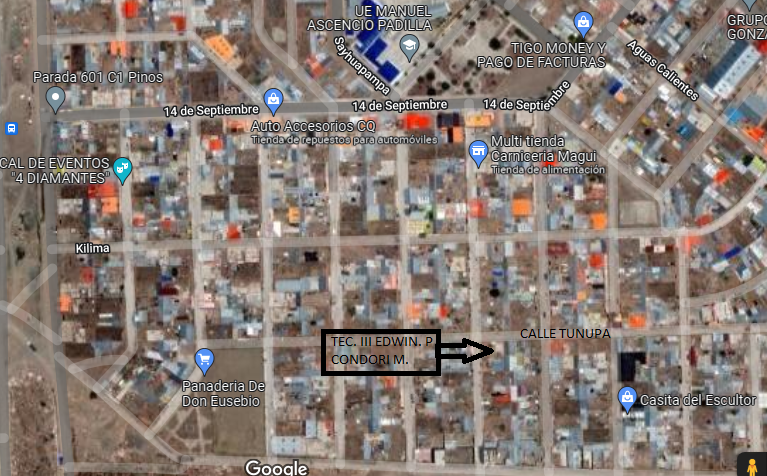 UE MANUEL
ASCENCIO PADILLA
Sayhuapampa
TIGO MONEY Y
PAGO DE FACTURAS
Aguas Calientes
GRUPO
GONZA
Parada 601 C1 Pinos
14 de Septiembre
14 de Septiembre
14 de Septiembre
Auto Accesorios CQ
Tienda de repuestos para automóviles
Multi tienda
Carniceria Magui
Tienda de alimentación
CAL DE EVENTOS
"4 DIAMANTES"
Kilima
TEC. III EDWIN. P
CONDORI M.
CALLE TUNUPA
Panaderia De
Don Eusebio
Casita del Escultor
Google